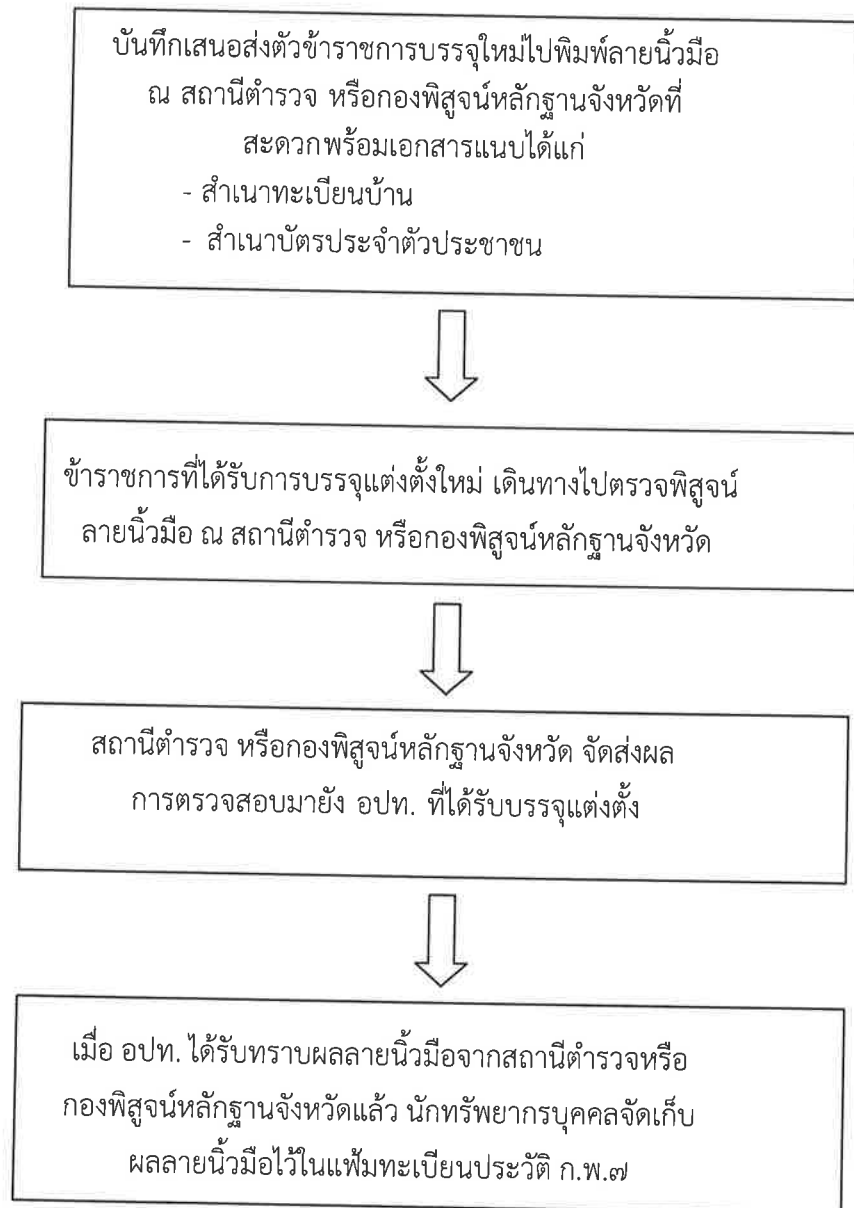 บันทึกเสนอส่งตัวข้าราชการบรรจุใหม่ไปพิมพ์ลายนิ้วมือ
ณ สถานีตำรวจ หรือกองพิสูจน์หลักฐานจังหวัดที่
สะดวกพร้อมเอกสารแนบได้แก่
- สำเนาทะเบียนบ้าน
- สำเนาบัตรประจำตัวประชาชน
ข้าราชการที่ได้รับการบรรจุแต่งตั้งใหม่ เดินทางไปตรวจพิสูจน์
ลายนิ้วมือ ณ สถานีตำรวจ หรือกองพิสูจน์หลักฐานจังหวัด
สถานีตำรวจ หรือกองพิสูจน์หลักฐานจังหวัด จัดส่งผล
การตรวจสอบมายัง อปท. ที่ได้รับบรรจุแต่งตั้ง
เมื่อ อปท. ได้รับทราบผลลายนิ้วมือจากสถานีตำรวจหรือ
กองพิสูจน์หลักฐานจังหวัดแล้ว นักทรัพยากรบุคคลจัดเก็บ
ผลลายนิ้วมือไว้ในแฟ้มทะเบียนประวัติ ก.พ.๗